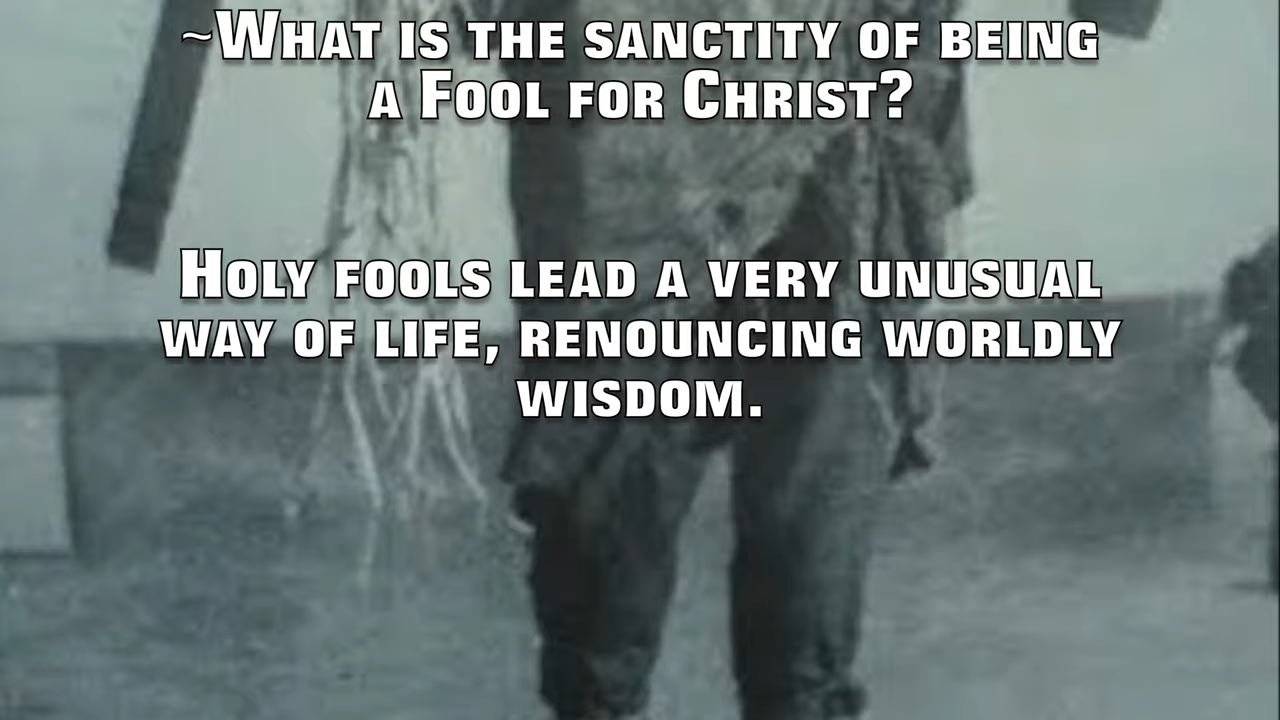 ~What is the sanctity of being
a Fool for Christ?
Holy fools lead a very unusual
way of life, renouncing worldly
wisdom.